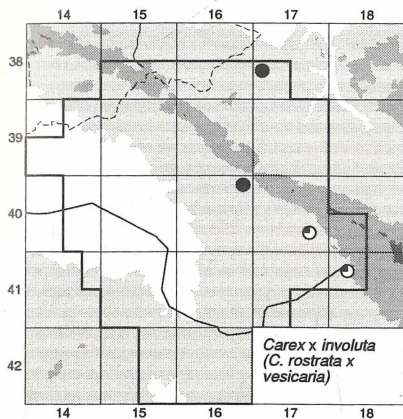 14 15 16 17 18
38
39
40
41
42
Carex x involuta
(C. rostrata x
vesicaria)
14 15 16 17 18